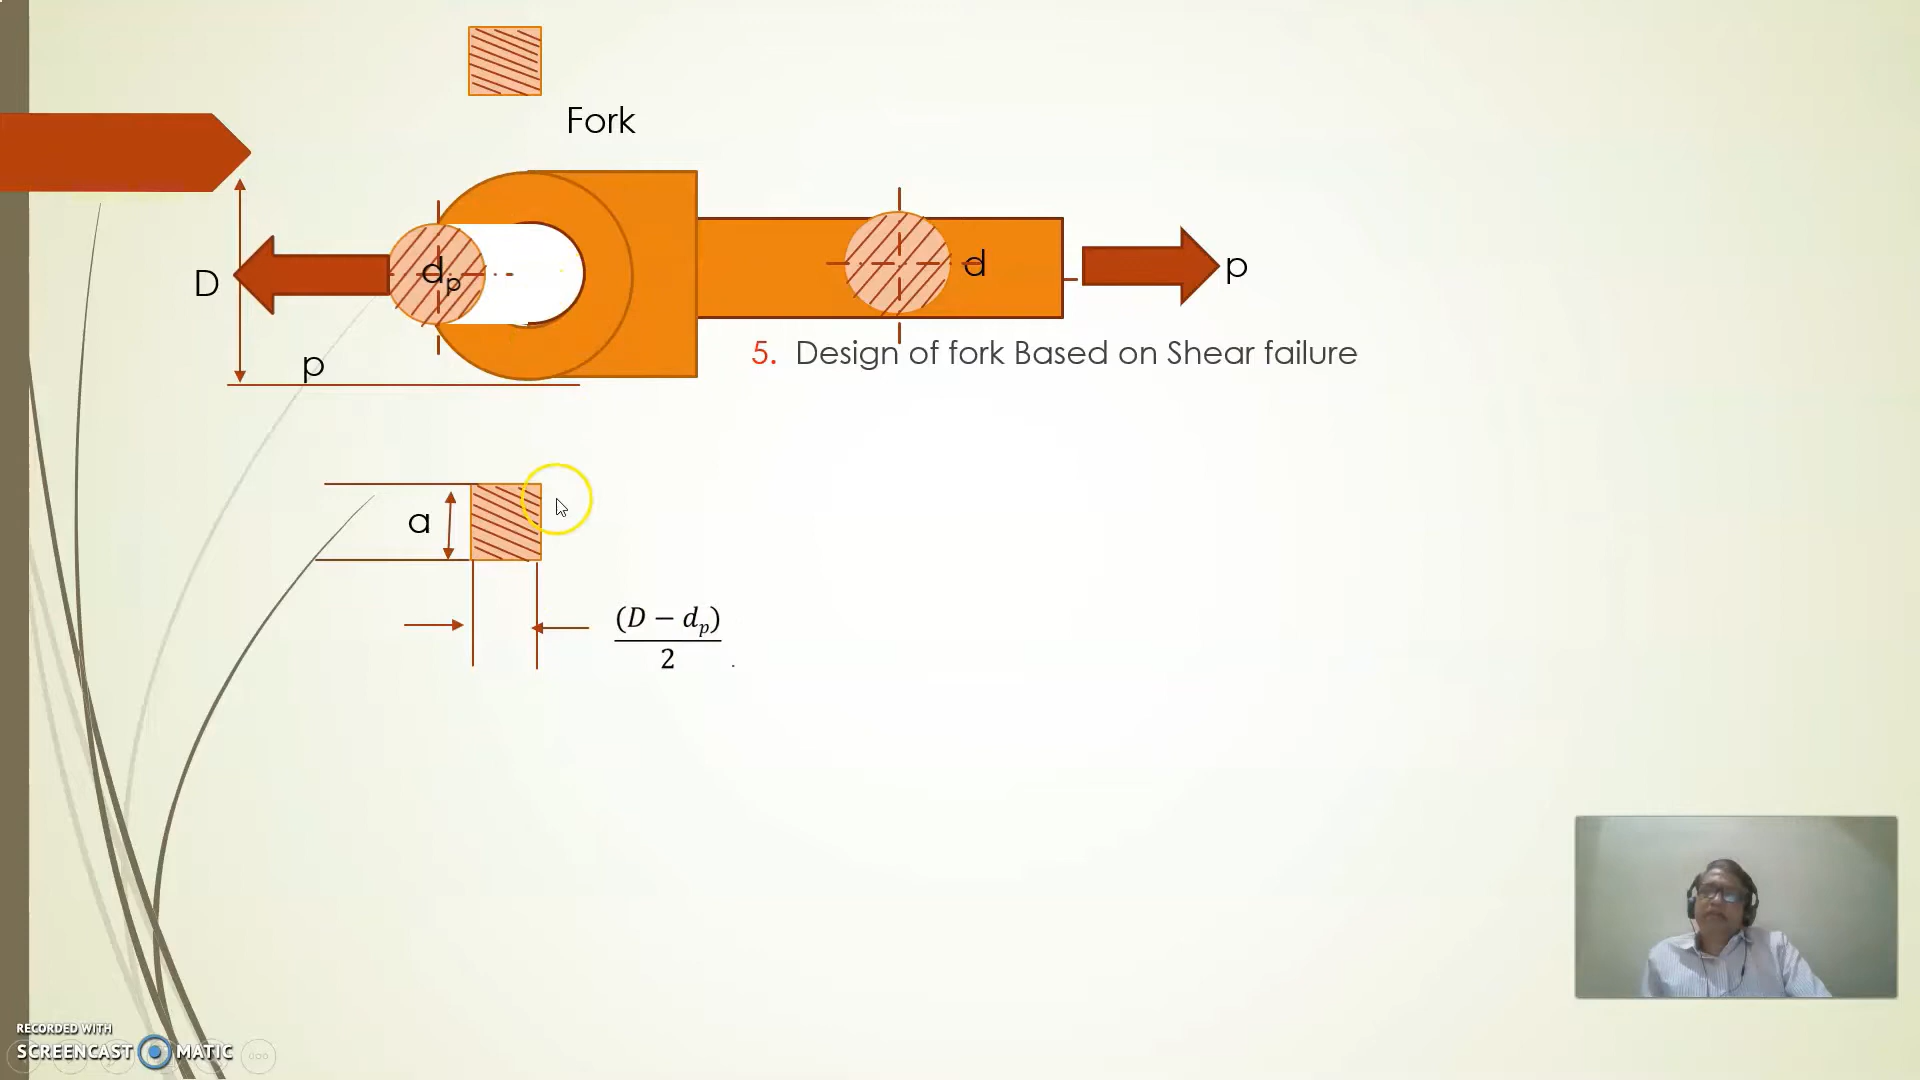 Fork
D
d_p
d
p
p
5. Design of fork Based on Shear failure
a
(D − d_p)
2
.
RECORDED WITH
SCREENCAST MATIC